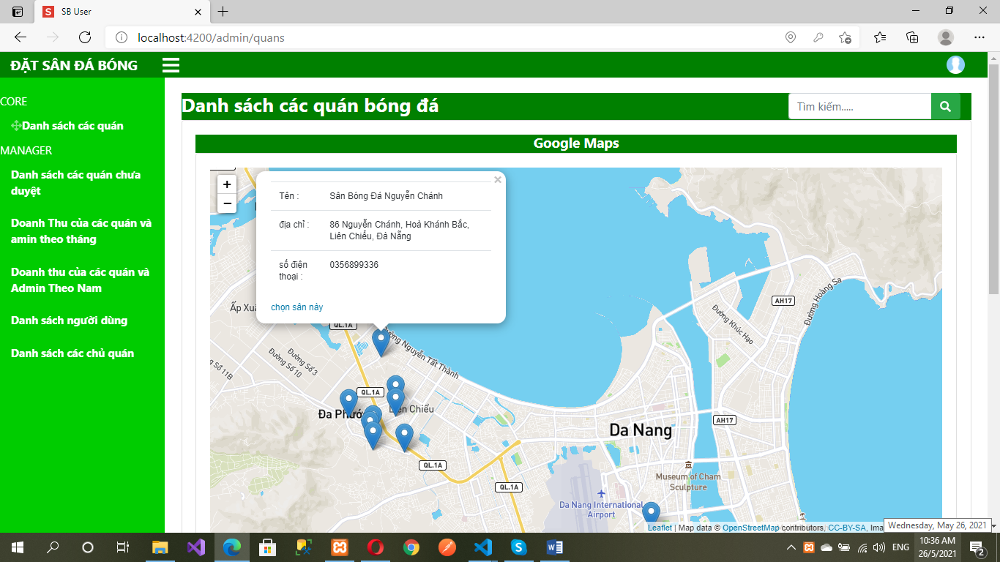 SB User
localhost:4200/admin/quans
ĐẶT SÂN ĐÁ BÓNG
CORE
Danh sách các quán
MANAGER
Danh sách các quán chưa
duyệt
Doanh Thu của các quán và
amin theo tháng
Doanh thu của các quán và
Admin Theo Nam
Danh sách người dùng
Danh sách các chủ quán
Danh sách các quán bóng đá
Tìm kiếm.....
Google Maps
+
−
×
Tên : Sân Bóng Đá Nguyễn Chánh
địa chỉ : 86 Nguyễn Chánh, Hoà Khánh Bắc,
Liên Chiểu, Đà Nẵng
số điện 0356899336
thoại :
chọn sân này
Ấp Xuâ
QL.1A
Đường Nguyễn Tất Thành
Đường Số 3
Đường Số 10
Đường Số 11B
QL.1A
Đa Phước
Liên Chiểu
QL.1A
QL.1A
AH17
Đường Hoàng Sa
Đường Khúc Hạo
AH17
Da Nang
Museum of Cham
Sculpture
Da Nang International
Airport
Leaflet | Map data © OpenStreetMap contributors, CC-BY-SA, Ima
Wednesday, May 26, 2021
ENG
10:36 AM
26/5/2021
2